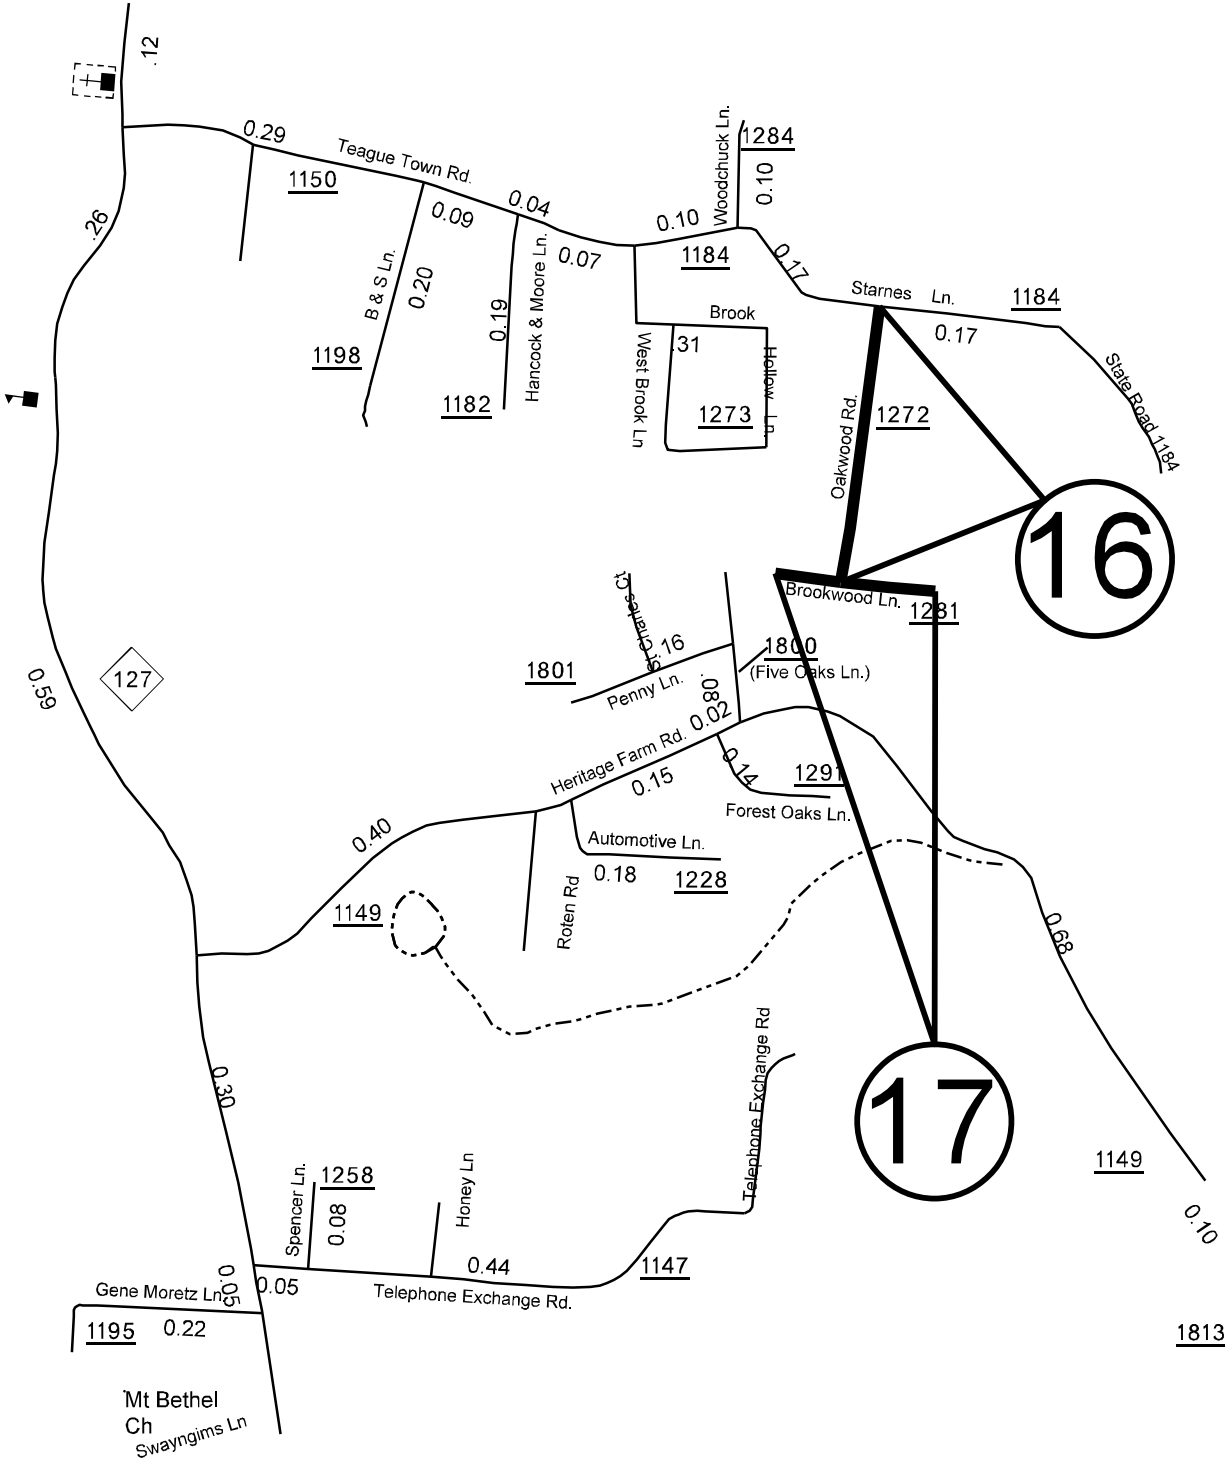 .12
0.29
Teague Town Rd.
1150
0.09
0.04
0.07
0.10
Woodchuck Ln.
1284
0.10
1184
0.17
Starnes Ln.
1184
0.17
State Road 1184
.26
B & S Ln.
0.20
1198
0.19
1182
Hancock & Moore Ln.
Brook
.31
West Brook Ln
Hollow Ln.
1273
Oakwood Rd.
1272
16
Brookwood Ln.
1281
St Charles Ct
.16
1801
Penny Ln.
1800
(Five Oaks Ln.)
.08
0.02
0.59
127
Heritage Farm Rd.
0.15
0.14
1291
Forest Oaks Ln.
0.40
Automotive Ln.
0.18
1228
1149
Roten Rd
0.68
0.30
Telephone Exchange Rd
17
1149
0.10
Spencer Ln.
1258
0.08
Honey Ln
0.44
1147
0.05
0.05
Telephone Exchange Rd.
Gene Moretz Ln.
1195
0.22
1813
Mt Bethel
Ch
Swayngims Ln